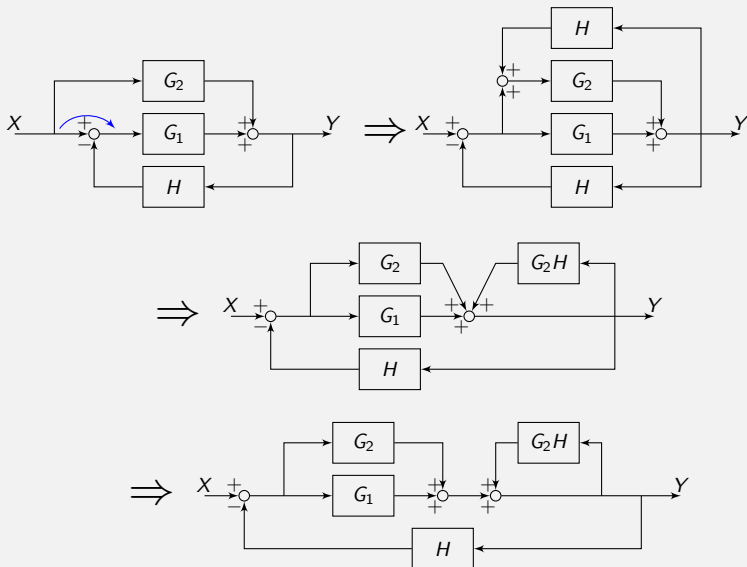 H
G₂
+
+
+
G₂
X
+
−
G₁
+
+
Y
⇒
X
+
−
G₁
+
+
Y
H
H
G₂
G₂H
⇒
X
+
−
G₁
+
+
+
Y
H
G₂
G₂H
⇒
X
+
−
G₁
+
+
+
+
Y
H